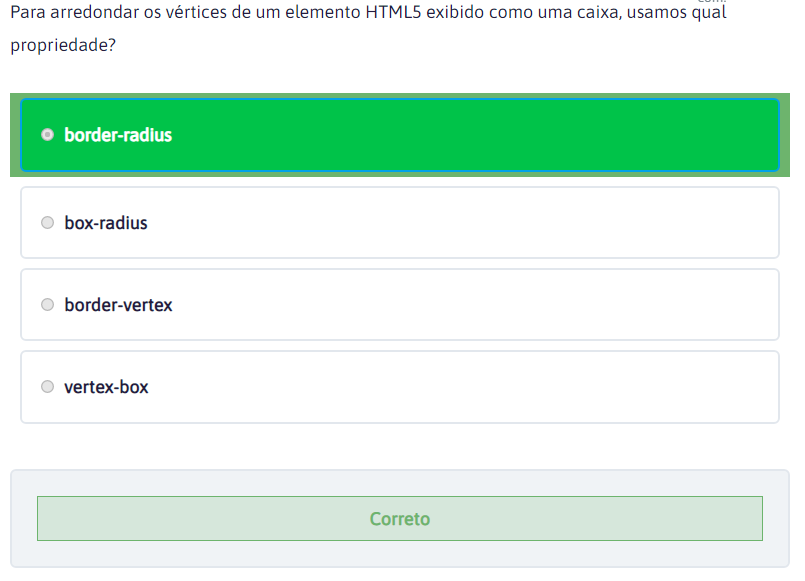 Para arredondar os vértices de um elemento HTML5 exibido como uma caixa, usamos qual
propriedade?
border-radius
box-radius
border-vertex
vertex-box
Correto